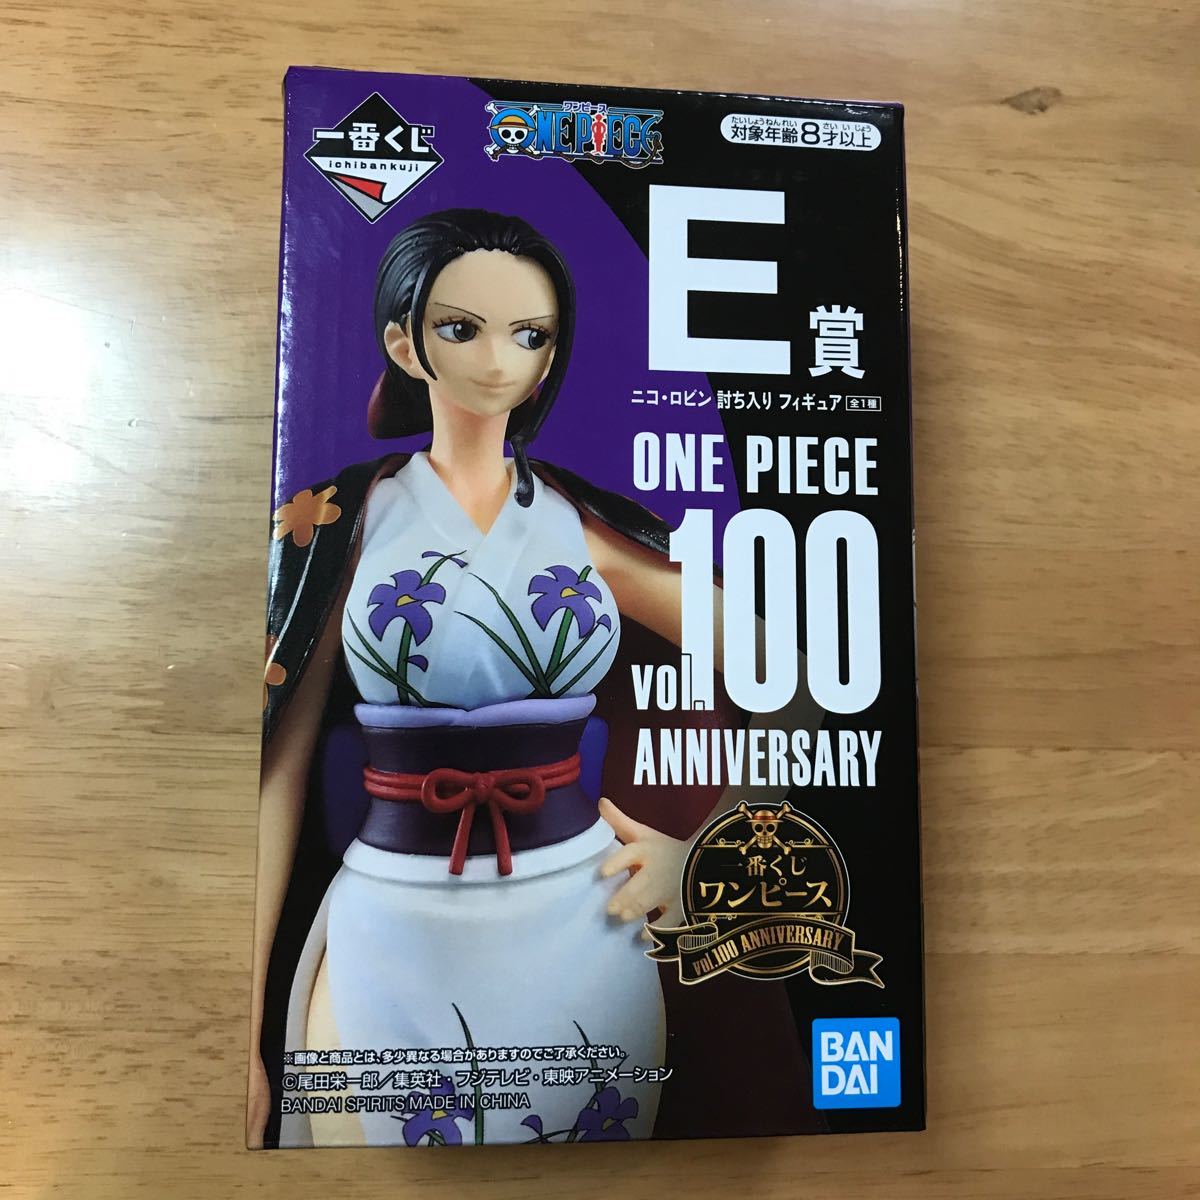 一番くじ
ichibankuji
ワンピース
ONE PIECE
たいしょうねんれい さい いじょう
対象年齢8才以上
E賞
ニコ・ロビン 討ち入り フィギュア 全1種
ONE PIECE
vol.100
ANNIVERSARY
一番くじ
ワンピース
vol.100 ANNIVERSARY
※画像と商品とは、多少異なる場合がありますのでご了承ください。
©尾田栄一郎／集英社・フジテレビ・東映アニメーション
BANDAI SPIRITS MADE IN CHINA
BAN
DAI